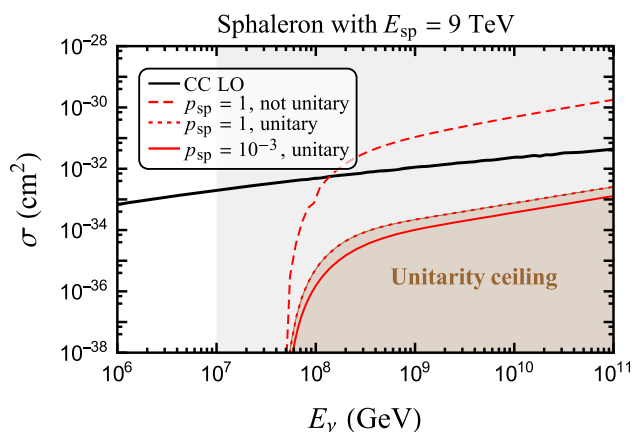 Sphaleron with E_sp = 9 TeV
10^−28
10^−30
10^−32
10^−34
10^−36
10^−38
σ (cm^2)
CC LO
p_sp = 1, not unitary
p_sp = 1, unitary
p_sp = 10^−3, unitary
Unitarity ceiling
10^6 10^7 10^8 10^9 10^10 10^11
E_ν (GeV)